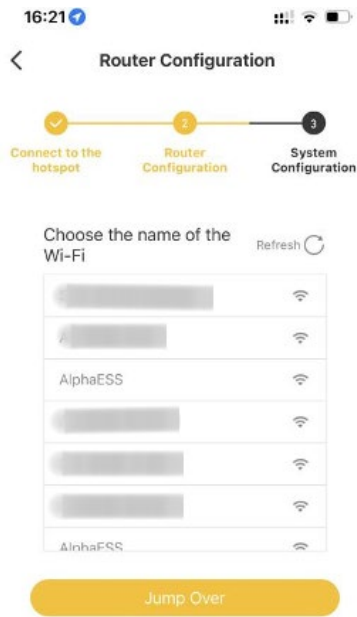 16:21
Router Configuration
2
3
Connect to the
hotspot
Router
Configuration
System
Configuration
Choose the name of the
Wi-Fi
Refresh
AlphaESS
AlphaESS
Jump Over